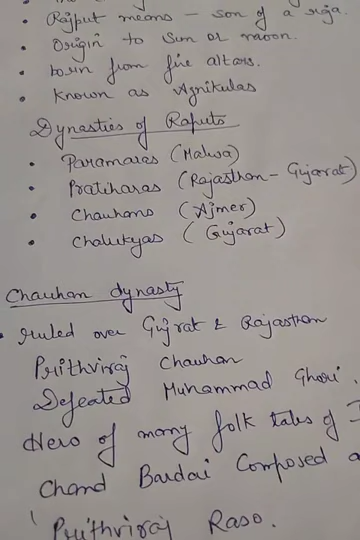 • Rajput means – son of a raja.
• Origin to Sun or moon.
• born from fire altars.
• Known as Agnikulas
Dynasties of Raputs
• Paramaras (Malwa)
• Pratiharas (Rajasthan – Gujarat)
• Chauhans (Ajmer)
• Chalukyas (Gujarat)
Chauhan dynasty
• ruled over Gujrat & Rajasthan
Prithviraj Chauhan
Defeated Muhammad Ghori.
Hero of many folk tales of
Chand Bardai Composed a
' Prithviraj Raso.